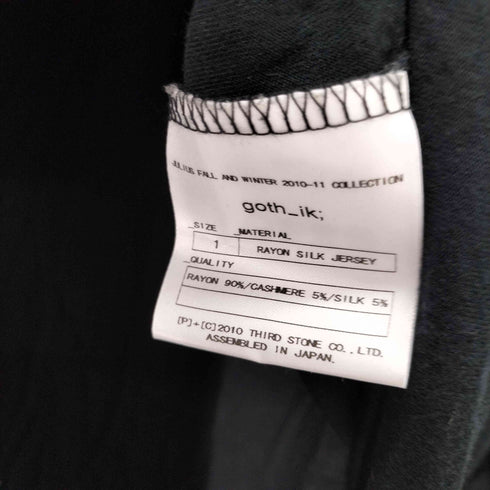 JULIUS FALL AND WINTER 2010-11 COLLECTION
goth_ik;
_SIZE _MATERIAL
1 RAYON SILK JERSEY
_QUALITY
RAYON 90%/CASHMERE 5%/SILK 5%
[P]+[C]2010 THIRD STONE CO.,LTD.
ASSEMBLED IN JAPAN.